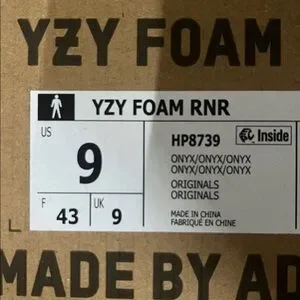 YZY FOAM
YZY FOAM RNR
US
9
F
43
UK
9
HP8739
Inside
ONYX/ONYX/ONYX
ONYX/ONYX/ONYX
ORIGINALS
ORIGINALS
MADE IN CHINA
FABRIQUÉ EN CHINE
MADE BY AD